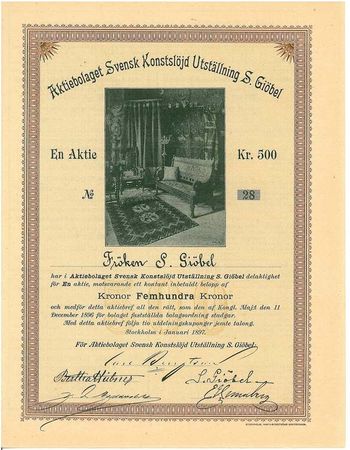 Aktiebolaget Svensk Konstslöjd Utställning S. Giöbel
En Aktie Kr. 500
№ 28
Fröken S. Giöbel
har i Aktiebolaget Svensk Konstslöjd Utställning S. Giöbel delaktighet
för En aktie, motsvarande ett kontant inbetaldt belopp af
Kronor Femhundra Kronor
och medför detta aktiebref all den rätt, som den af Kongl. Maj:t den 11
December 1896 för bolaget fastställda bolagsordning stadgar.
Med detta aktiebref följa tio utdelningskuponger jemte talong.
Stockholm i Januari 1897.
För Aktiebolaget Svensk Konstslöjd Utställning S. Giöbel:
S. Giöbel